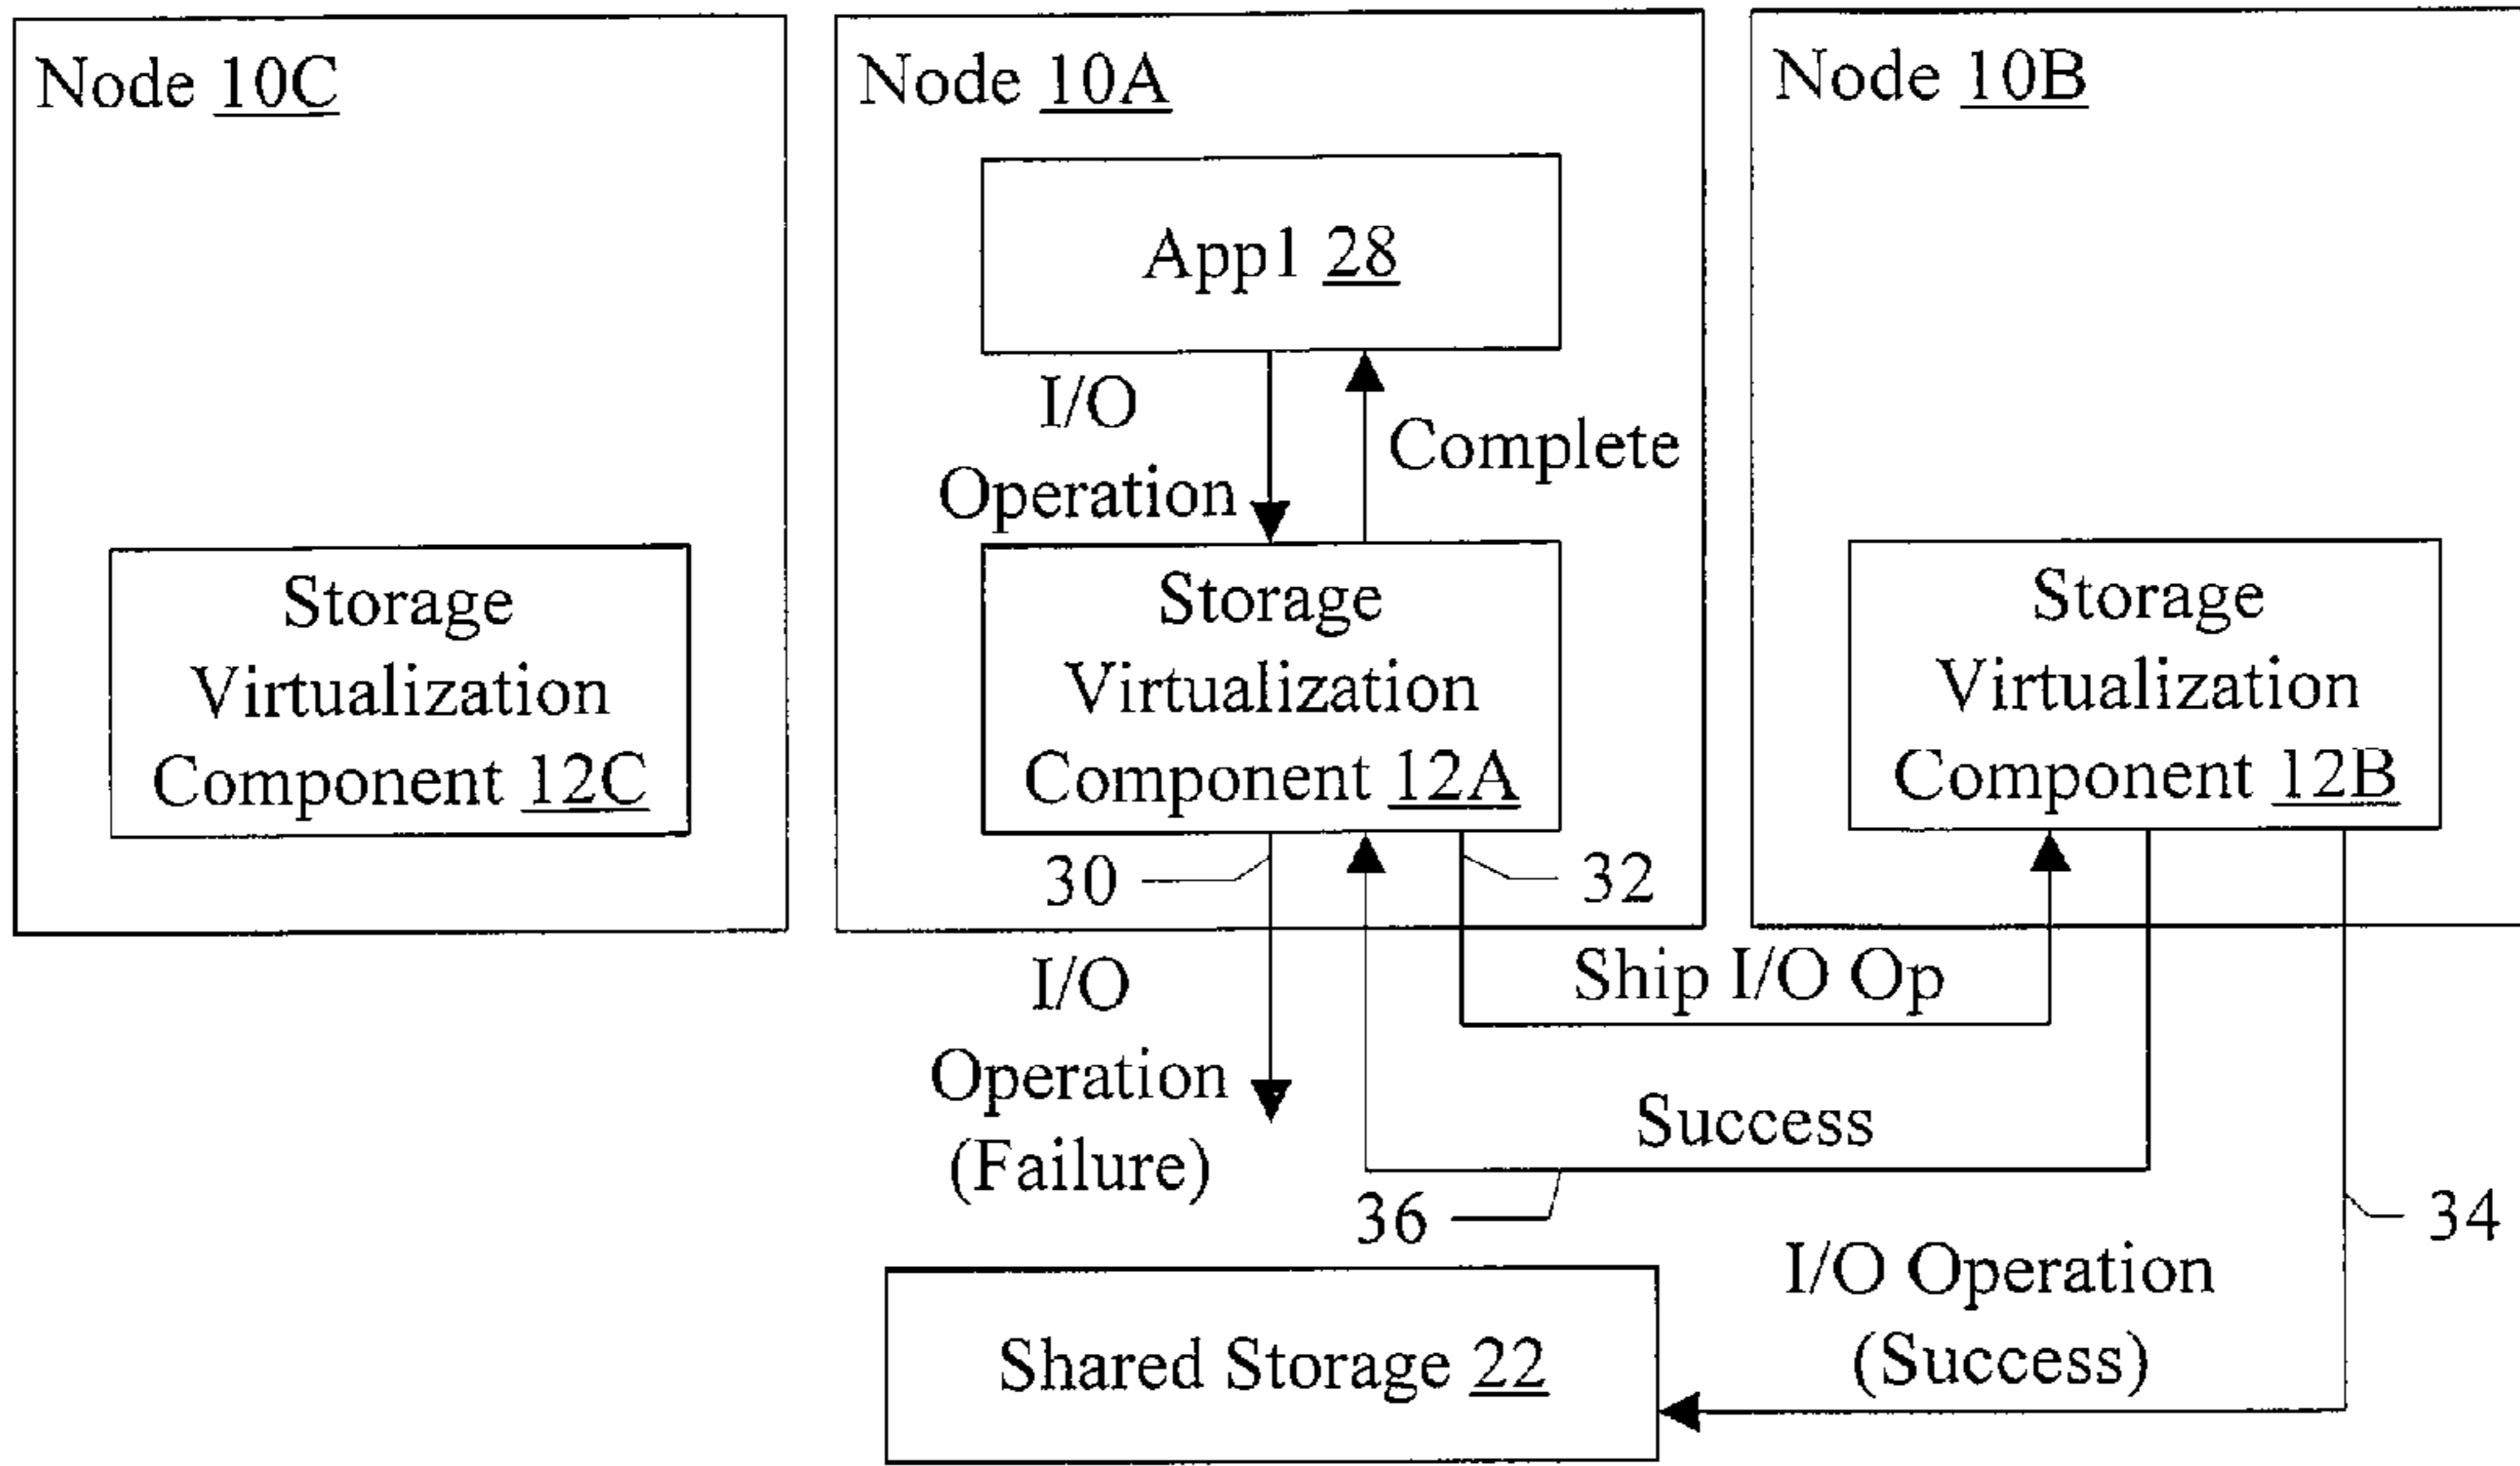 Node 10C
Node 10A
Node 10B
App1 28
I/O
Operation
Complete
Storage
Virtualization
Component 12C
Storage
Virtualization
Component 12A
Storage
Virtualization
Component 12B
30
32
I/O
Operation
(Failure)
Ship I/O Op
Success
36
34
I/O Operation
(Success)
Shared Storage 22